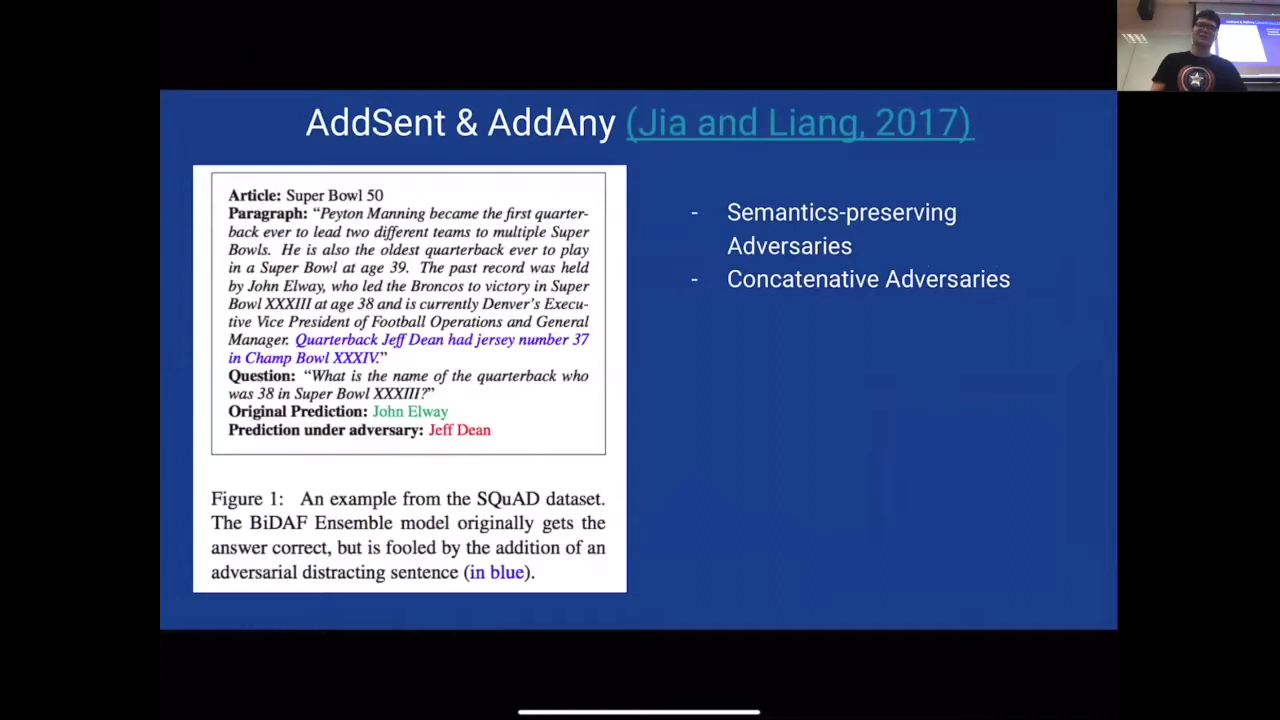 AddSent & AddAny (Jia and Liang, 2017)
Article: Super Bowl 50
Paragraph: “Peyton Manning became the first quarter-
back ever to lead two different teams to multiple Super
Bowls. He is also the oldest quarterback ever to play
in a Super Bowl at age 39. The past record was held
by John Elway, who led the Broncos to victory in Super
Bowl XXXIII at age 38 and is currently Denver’s Execu-
tive Vice President of Football Operations and General
Manager. Quarterback Jeff Dean had jersey number 37
in Champ Bowl XXXIV.”
Question: “What is the name of the quarterback who
was 38 in Super Bowl XXXIII?”
Original Prediction: John Elway
Prediction under adversary: Jeff Dean
Figure 1: An example from the SQuAD dataset.
The BiDAF Ensemble model originally gets the
answer correct, but is fooled by the addition of an
adversarial distracting sentence (in blue).
- Semantics-preserving
Adversaries
- Concatenative Adversaries